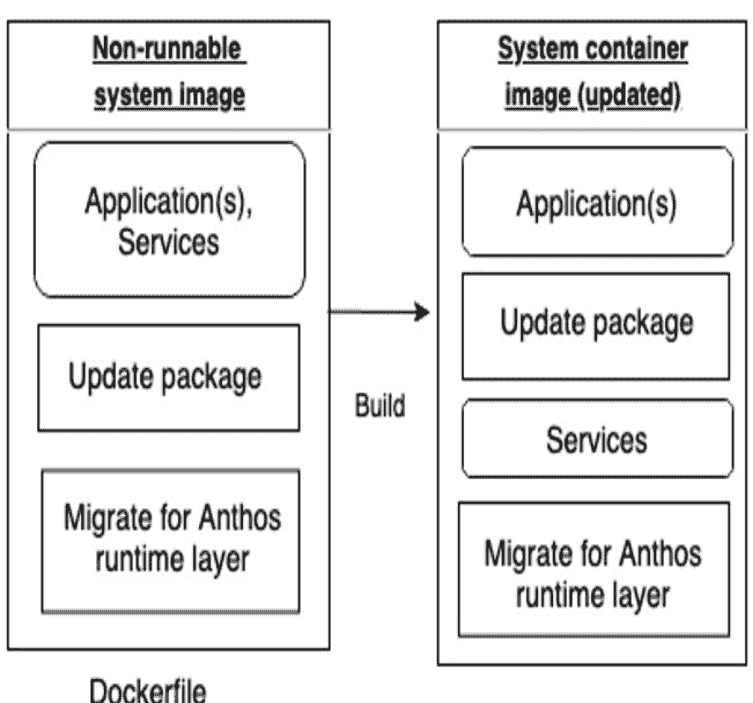 Non-runnable
system image
Application(s),
Services
Update package
Migrate for Anthos
runtime layer
Dockerfile
Build
System container
image (updated)
Application(s)
Update package
Services
Migrate for Anthos
runtime layer